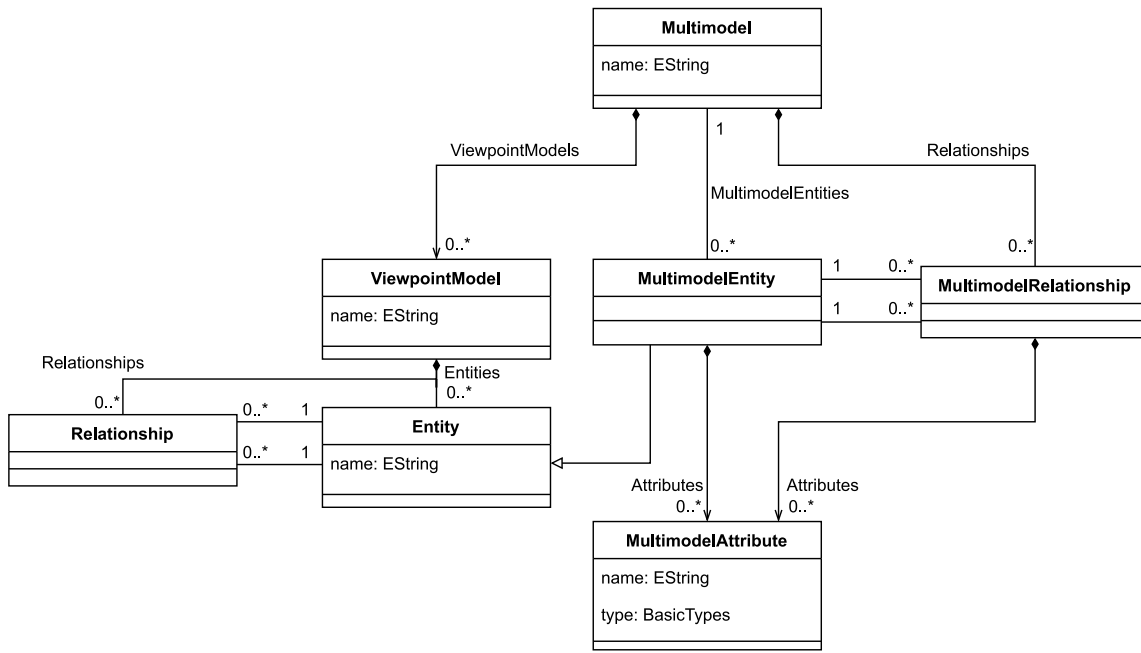 Multimodel
name: EString
1
ViewpointModels
Relationships
MultimodelEntities
0..*
0..*
0..*
ViewpointModel
name: EString
MultimodelEntity
1
0..*
1
0..*
MultimodelRelationship
Relationships
Entities
0..*
0..*
0..*
1
0..*
1
Relationship
Entity
name: EString
Attributes
0..*
Attributes
0..*
MultimodelAttribute
name: EString
type: BasicTypes